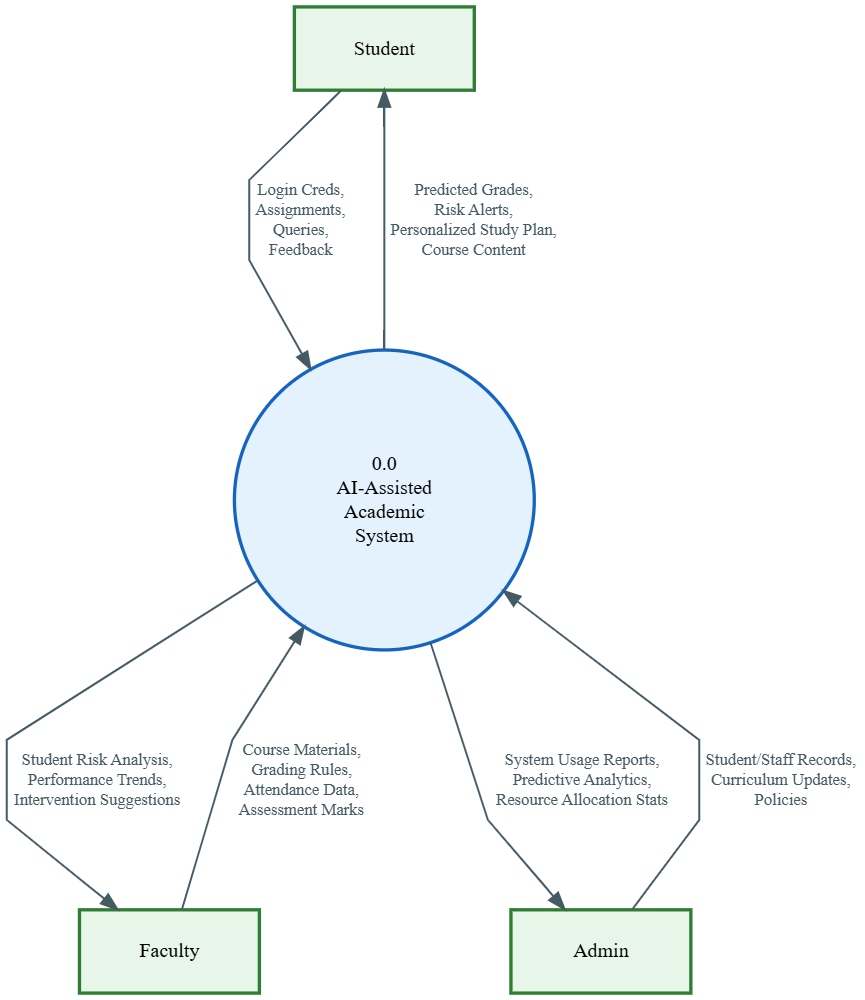 Student
Login Creds,
Assignments,
Queries,
Feedback
Predicted Grades,
Risk Alerts,
Personalized Study Plan,
Course Content
0.0
AI-Assisted
Academic
System
Student Risk Analysis,
Performance Trends,
Intervention Suggestions
Course Materials,
Grading Rules,
Attendance Data,
Assessment Marks
System Usage Reports,
Predictive Analytics,
Resource Allocation Stats
Student/Staff Records,
Curriculum Updates,
Policies
Faculty
Admin